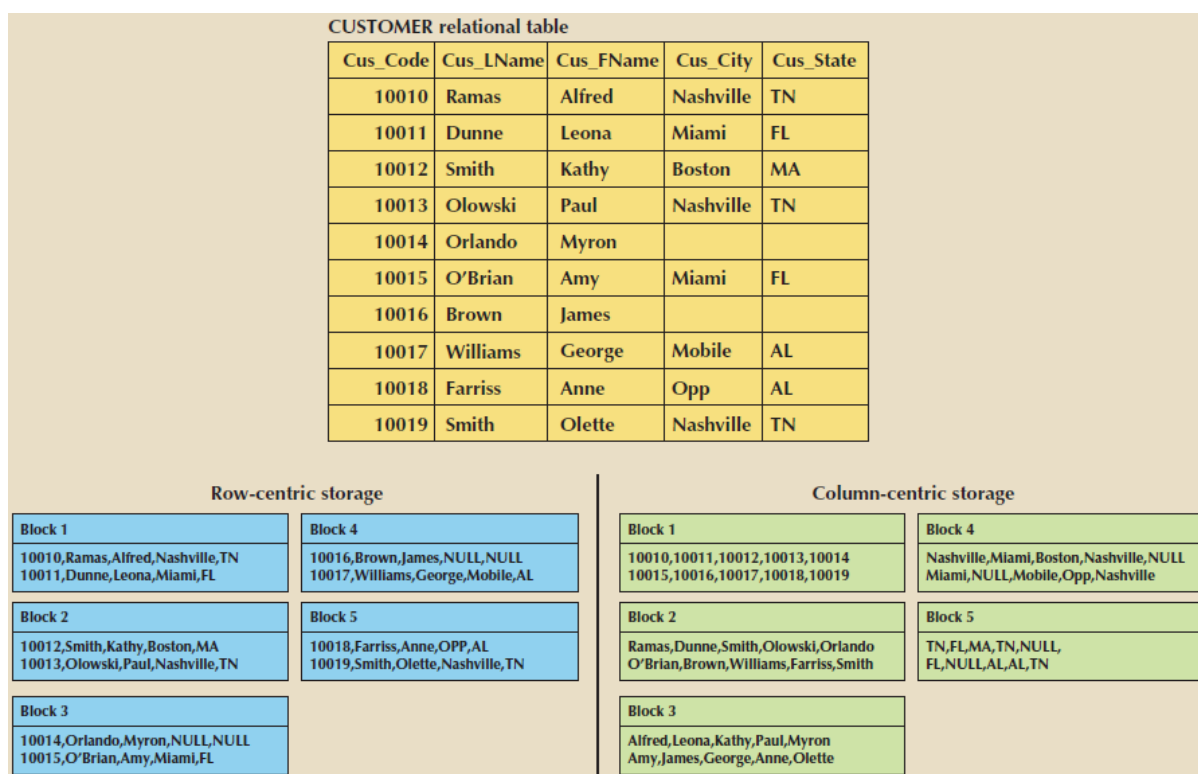 CUSTOMER relational table
Cus_Code Cus_LName Cus_FName Cus_City Cus_State
10010 Ramas Alfred Nashville TN
10011 Dunne Leona Miami FL
10012 Smith Kathy Boston MA
10013 Olowski Paul Nashville TN
10014 Orlando Myron
10015 O’Brian Amy Miami FL
10016 Brown James
10017 Williams George Mobile AL
10018 Farriss Anne Opp AL
10019 Smith Olette Nashville TN
Row-centric storage
Block 1
10010,Ramas,Alfred,Nashville,TN
10011,Dunne,Leona,Miami,FL
Block 2
10012,Smith,Kathy,Boston,MA
10013,Olowski,Paul,Nashville,TN
Block 3
10014,Orlando,Myron,NULL,NULL
10015,O’Brian,Amy,Miami,FL
Block 4
10016,Brown,James,NULL,NULL
10017,Williams,George,Mobile,AL
Block 5
10018,Farriss,Anne,OPP,AL
10019,Smith,Olette,Nashville,TN
Column-centric storage
Block 1
10010,10011,10012,10013,10014
10015,10016,10017,10018,10019
Block 2
Ramas,Dunne,Smith,Olowski,Orlando
O’Brian,Brown,Williams,Farriss,Smith
Block 3
Alfred,Leona,Kathy,Paul,Myron
Amy,James,George,Anne,Olette
Block 4
Nashville,Miami,Boston,Nashville,NULL
Miami,NULL,Mobile,Opp,Nashville
Block 5
TN,FL,MA,TN,NULL,
FL,NULL,AL,AL,TN